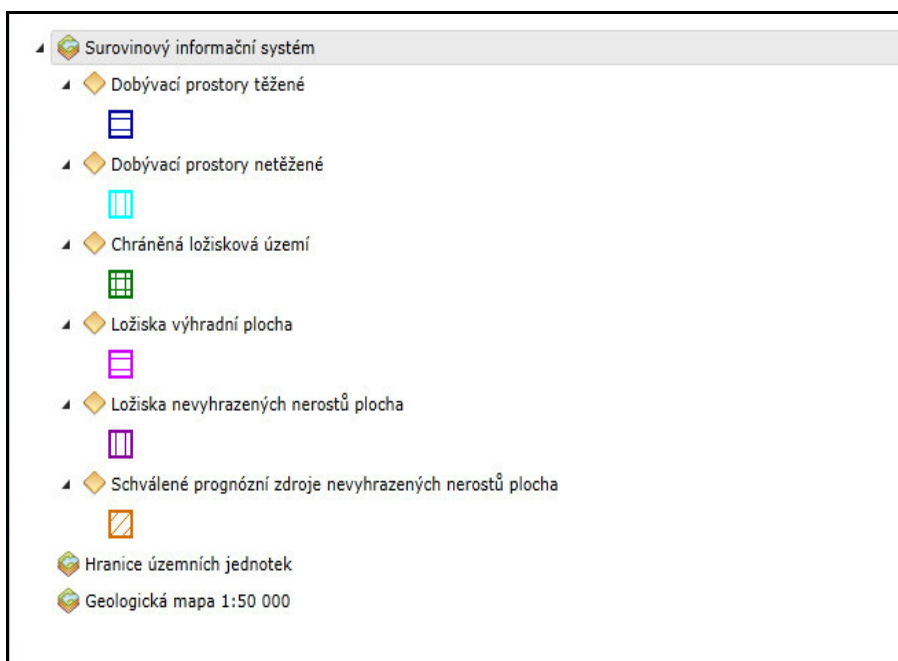 Surovinový informační systém
Dobývací prostory těžené
Dobývací prostory netěžené
Chráněná ložisková území
Ložiska výhradní plocha
Ložiska nevyhrazených nerostů plocha
Schválené prognózní zdroje nevyhrazených nerostů plocha
Hranice územních jednotek
Geologická mapa 1:50 000